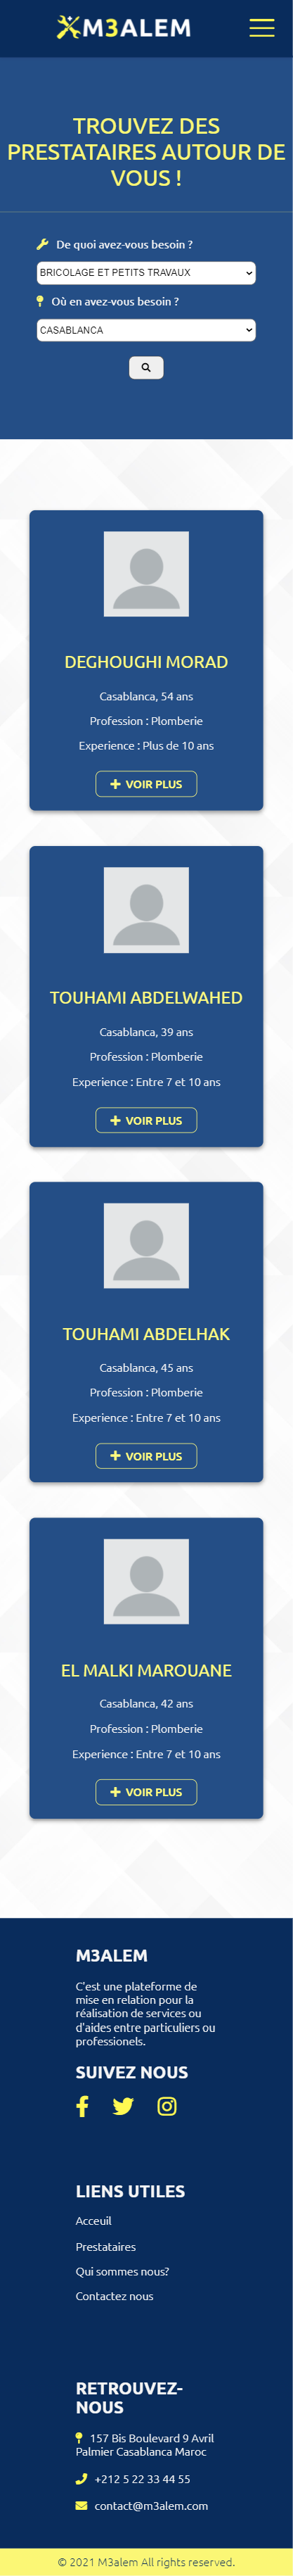 M3ALEM
TROUVEZ DES
PRESTATAIRES AUTOUR DE
VOUS !
De quoi avez-vous besoin ?
BRICOLAGE ET PETITS TRAVAUX
Où en avez-vous besoin ?
CASABLANCA
DEGHOUGHI MORAD
Casablanca, 54 ans
Profession : Plomberie
Experience : Plus de 10 ans
VOIR PLUS
TOUHAMI ABDELWAHED
Casablanca, 39 ans
Profession : Plomberie
Experience : Entre 7 et 10 ans
VOIR PLUS
TOUHAMI ABDELHAK
Casablanca, 45 ans
Profession : Plomberie
Experience : Entre 7 et 10 ans
VOIR PLUS
EL MALKI MAROUANE
Casablanca, 42 ans
Profession : Plomberie
Experience : Entre 7 et 10 ans
VOIR PLUS
M3ALEM
C'est une plateforme de
mise en relation pour la
réalisation de services ou
d'aides entre particuliers ou
professionels.
SUIVEZ NOUS
LIENS UTILES
Acceuil
Prestataires
Qui sommes nous?
Contactez nous
RETROUVEZ-
NOUS
157 Bis Boulevard 9 Avril
Palmier Casablanca Maroc
+212 5 22 33 44 55
contact@m3alem.com
© 2021 M3alem All rights reserved.